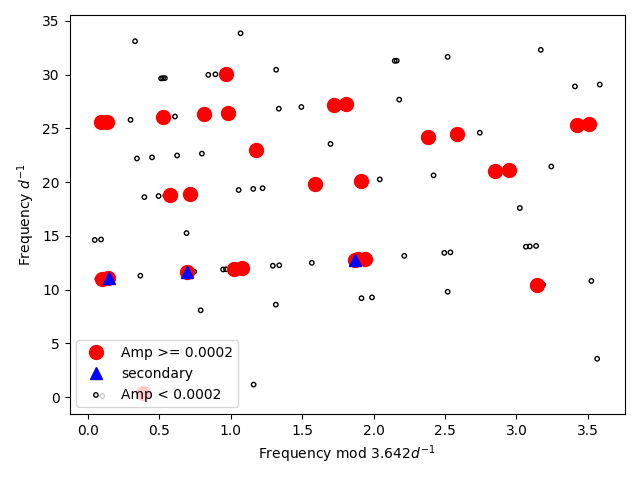 35
30
25
20
15
10
5
0
Frequency $d^{-1}$
Amp >= 0.0002
secondary
Amp < 0.0002
0.0 0.5 1.0 1.5 2.0 2.5 3.0 3.5
Frequency mod 3.642$d^{-1}$